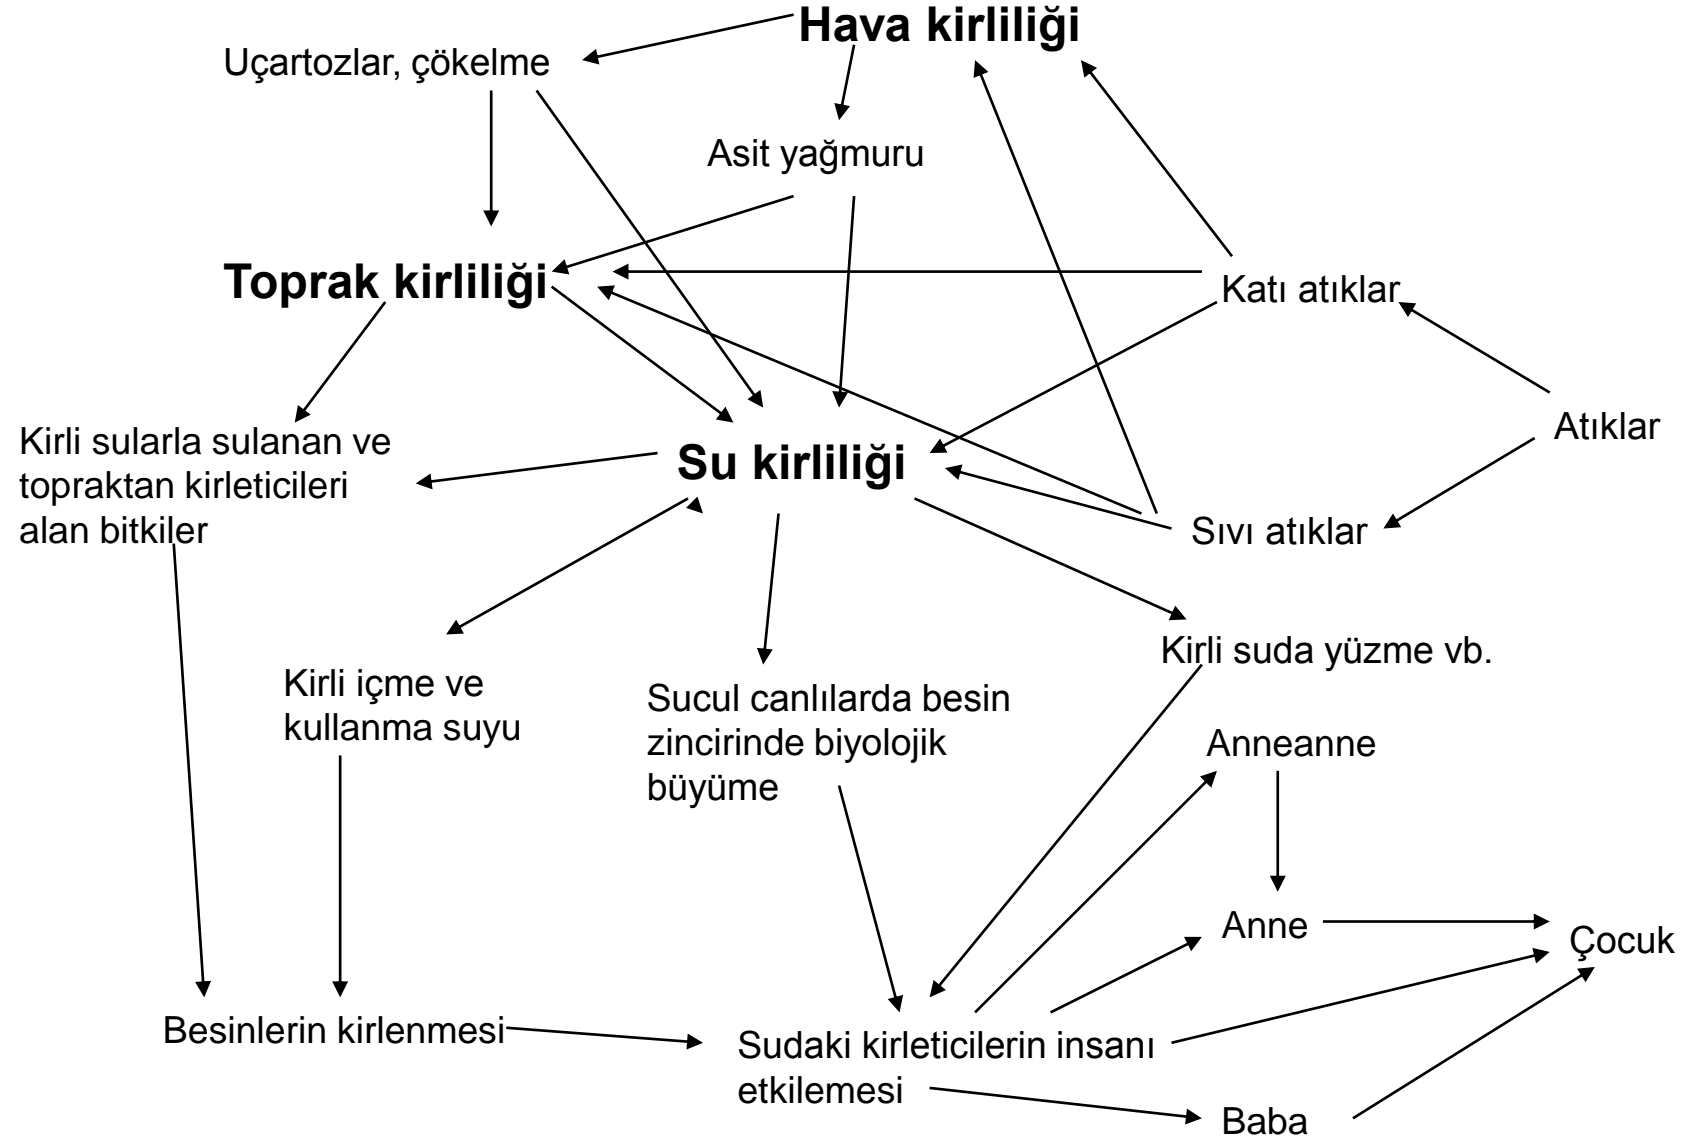 Hava kirliliği
Uçartozlar, çökelme
Asit yağmuru
Toprak kirliliği
Katı atıklar
Atıklar
Kirli sularla sulanan ve
topraktan kirleticileri
alan bitkiler
Su kirliliği
Sıvı atıklar
Kirli suda yüzme vb.
Kirli içme ve
kullanma suyu
Sucul canlılarda besin
zincirinde biyolojik
büyüme
Anneanne
Anne
Çocuk
Besinlerin kirlenmesi
Sudaki kirleticilerin insanı
etkilemesi
Baba